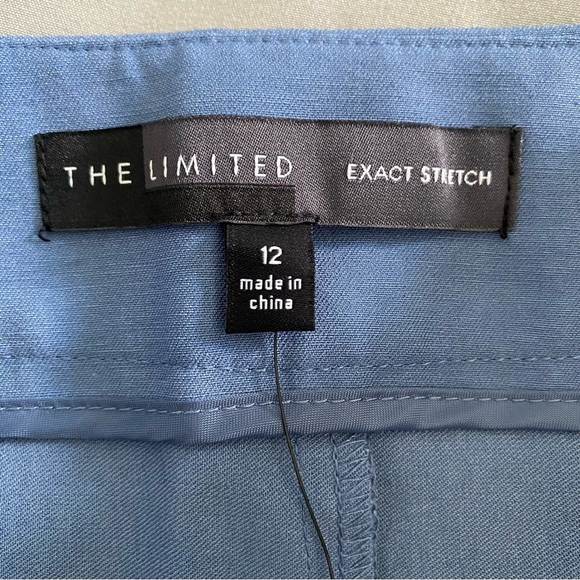 THE LIMITED EXACT STRETCH
12
made in
china